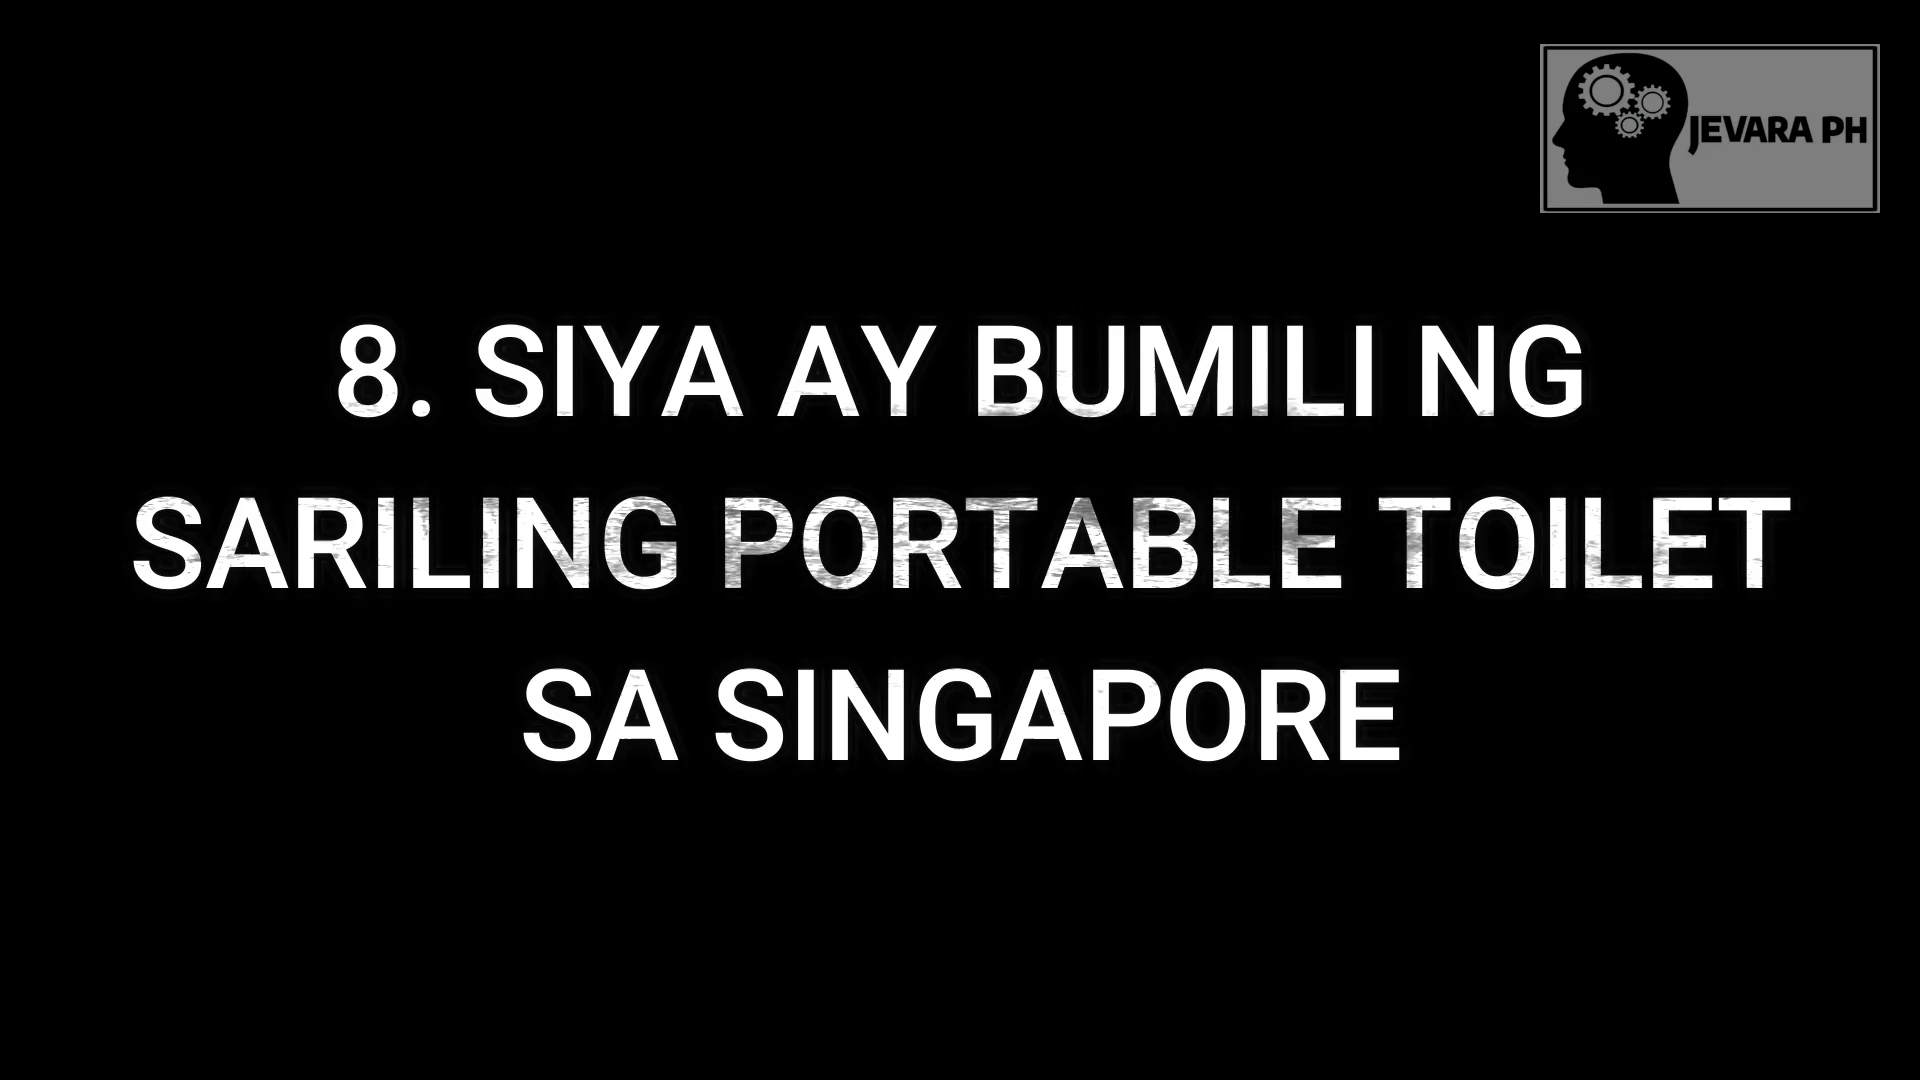 JEVARA PH
8. SIYA AY BUMILI NG
SARILING PORTABLE TOILET
SA SINGAPORE